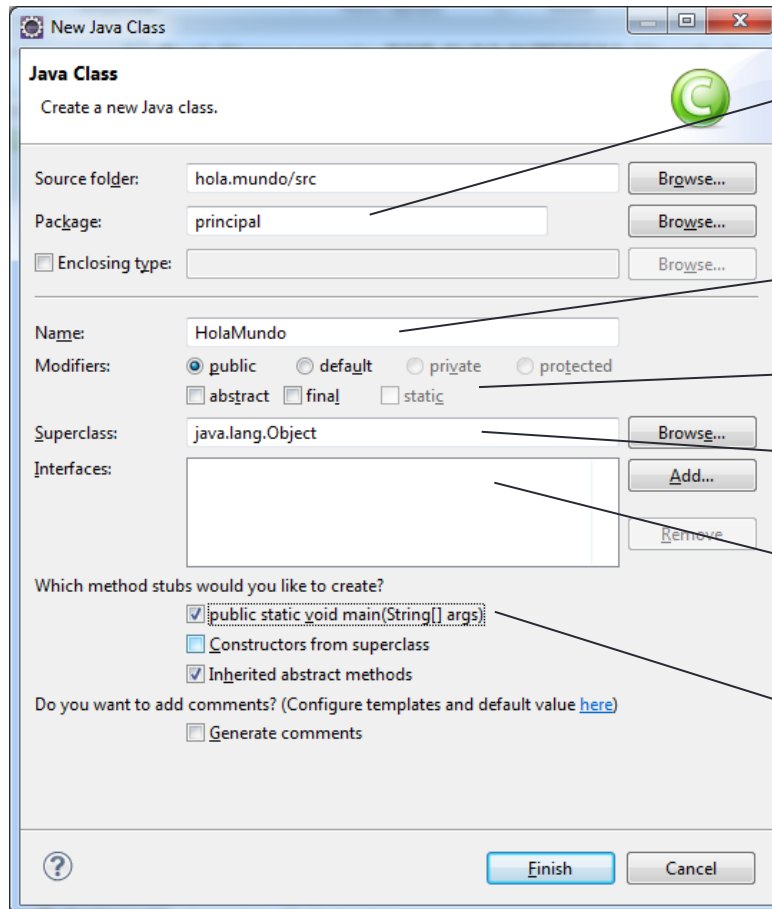 New Java Class
Java Class
Create a new Java class.
C
Source folder: hola.mundo/src Browse...
Package: principal Browse...
Enclosing type: Browse...
Name: HolaMundo
Modifiers: public default private protected
abstract final static
Superclass: java.lang.Object Browse...
Interfaces: Add...
Remove
Which method stubs would you like to create?
public static void main(String[] args)
Constructors from superclass
Inherited abstract methods
Do you want to add comments? (Configure templates and default value here)
Generate comments
? Finish Cancel